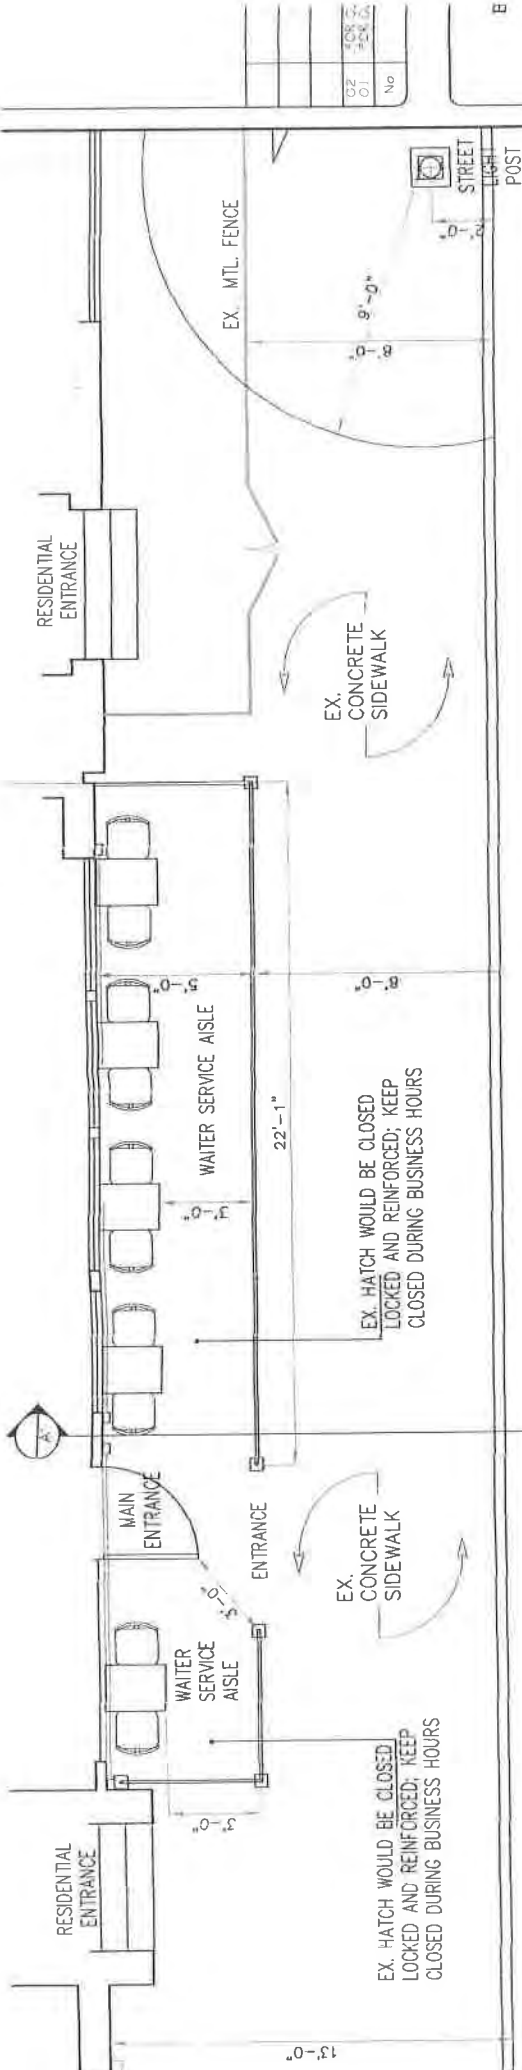 RESIDENTIAL
ENTRANCE
EX. HATCH WOULD BE CLOSED
LOCKED AND REINFORCED; KEEP
CLOSED DURING BUSINESS HOURS
13'-0"
3'-0"
WAITER
SERVICE
AISLE
3'-0"
MAIN
ENTRANCE
ENTRANCE
EX.
CONCRETE
SIDEWALK
A'
EX. HATCH WOULD BE CLOSED
LOCKED AND REINFORCED; KEEP
CLOSED DURING BUSINESS HOURS
3'-0"
WAITER SERVICE AISLE
22'-1"
5'-0"
8'-0"
EX.
CONCRETE
SIDEWALK
RESIDENTIAL
ENTRANCE
EX. MTL. FENCE
8'-0"
9'-0"
2'-0"
STREET
LIGHT
POST
02
01
No